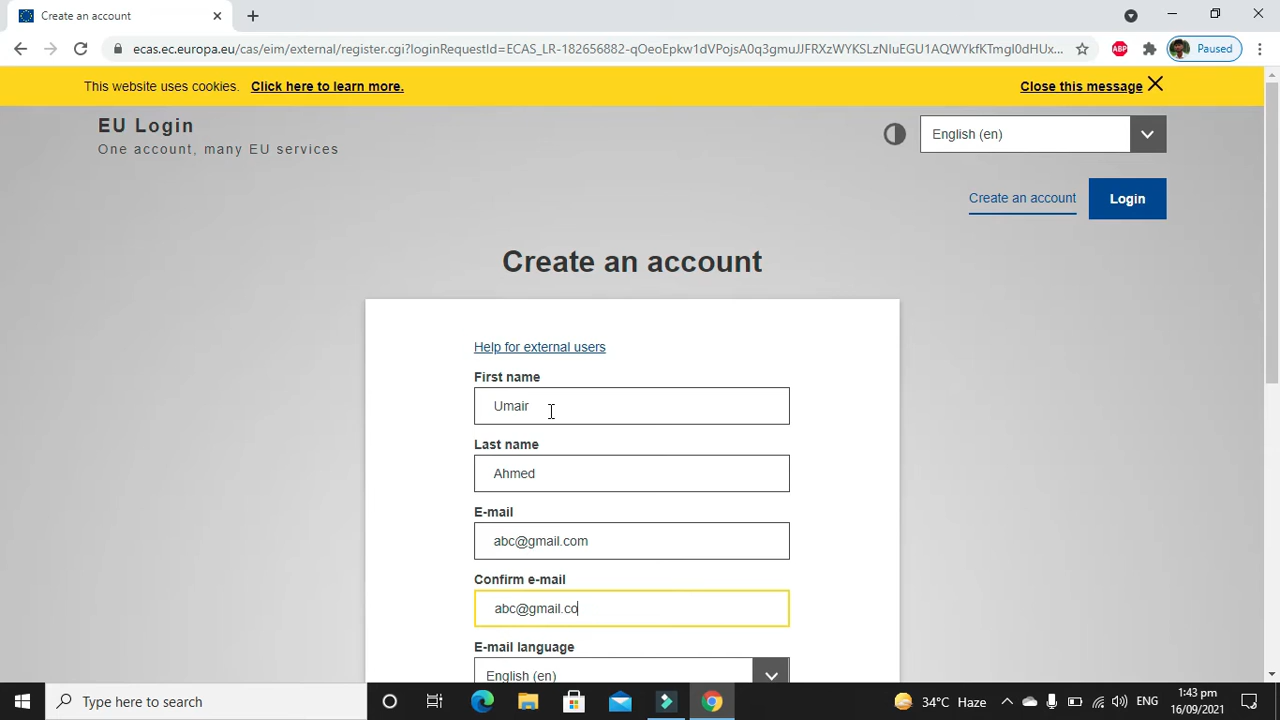 Create an account
ecas.ec.europa.eu/cas/eim/external/register.cgi?loginRequestId=ECAS_LR-182656882-qOeoEpkw1dVPojsA0q3gmuJJFRXzWYKSLzNIuEGU1AQWYkfKTmgI0dHUx...
ABP
Paused
This website uses cookies. Click here to learn more.
Close this message
EU Login
One account, many EU services
English (en)
Create an account
Login
Create an account
Help for external users
First name
Umair
Last name
Ahmed
E-mail
abc@gmail.com
Confirm e-mail
abc@gmail.co
E-mail language
English (en)
Type here to search
34°C Haze
ENG
1:43 pm
16/09/2021